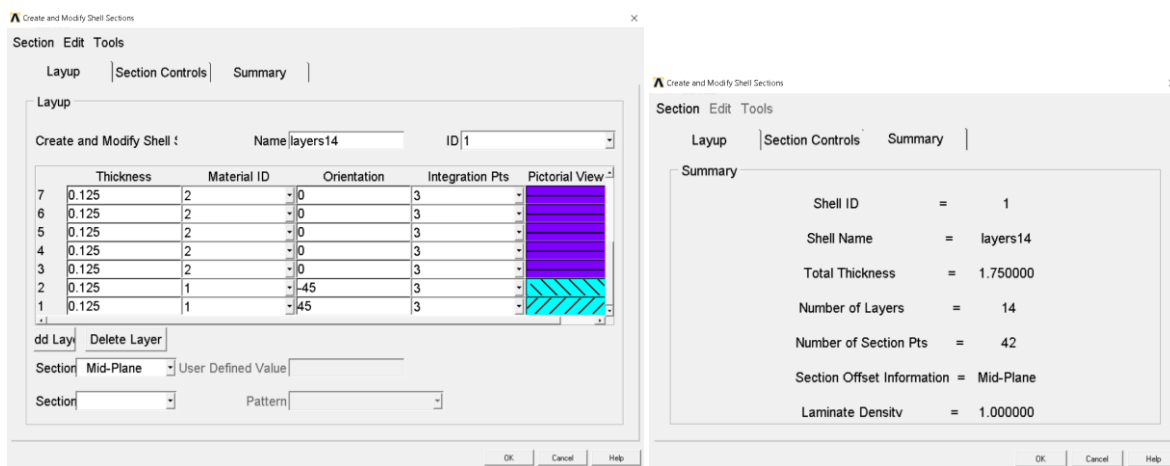 Create and Modify Shell Sections
Section Edit Tools
Layup Section Controls Summary
Layup
Create and Modify Shell S Name layers14 ID 1
Thickness Material ID Orientation Integration Pts Pictorial View
7 0.125 2 0 3
6 0.125 2 0 3
5 0.125 2 0 3
4 0.125 2 0 3
3 0.125 2 0 3
2 0.125 1 -45 3
1 0.125 1 45 3
dd Laye Delete Layer
Section Mid-Plane User Defined Value
Section Pattern
OK Cancel Help
Create and Modify Shell Sections
Section Edit Tools
Layup Section Controls Summary
Summary
Shell ID = 1
Shell Name = layers14
Total Thickness = 1.750000
Number of Layers = 14
Number of Section Pts = 42
Section Offset Information = Mid-Plane
Laminate Density = 1.000000
OK Cancel Help